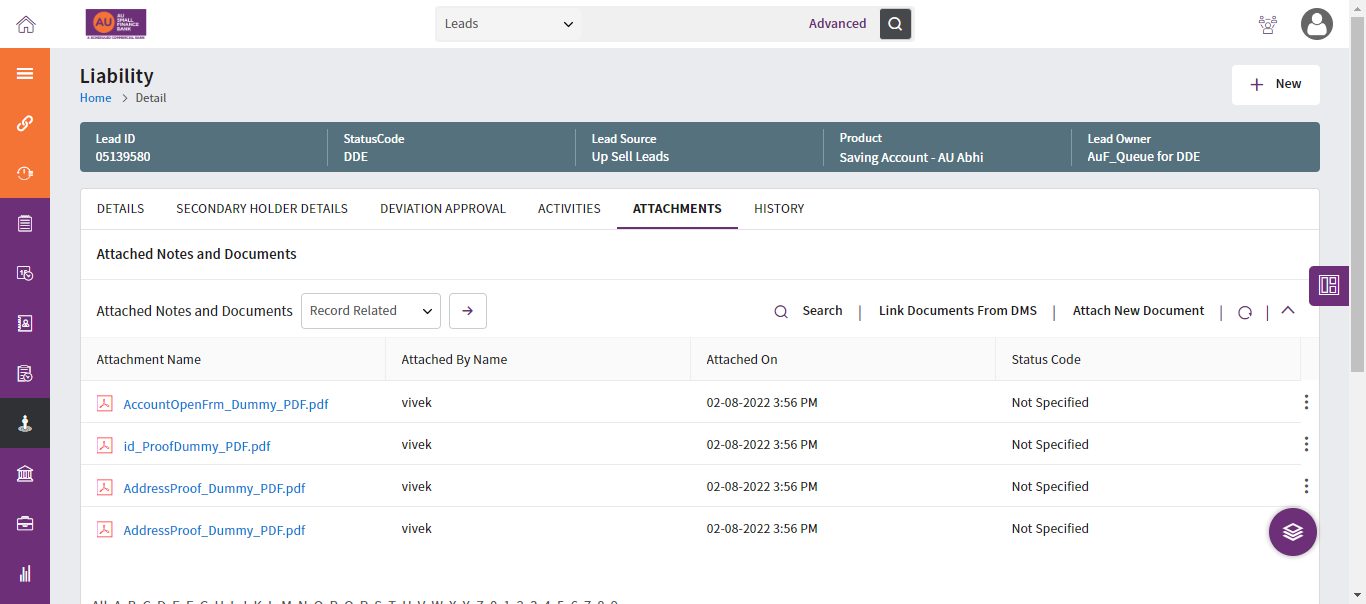 AU
AU
SMALL
FINANCE
BANK
A SCHEDULED COMMERCIAL BANK
Leads
Advanced
Liability
Home > Detail
+ New
Lead ID
05139580
StatusCode
DDE
Lead Source
Up Sell Leads
Product
Saving Account - AU Abhi
Lead Owner
AuF_Queue for DDE
DETAILS SECONDARY HOLDER DETAILS DEVIATION APPROVAL ACTIVITIES ATTACHMENTS HISTORY
Attached Notes and Documents
Attached Notes and Documents Record Related Search | Link Documents From DMS | Attach New Document | |
Attachment Name Attached By Name Attached On Status Code
AccountOpenFrm_Dummy_PDF.pdf vivek 02-08-2022 3:56 PM Not Specified
id_ProofDummy_PDF.pdf vivek 02-08-2022 3:56 PM Not Specified
AddressProof_Dummy_PDF.pdf vivek 02-08-2022 3:56 PM Not Specified
AddressProof_Dummy_PDF.pdf vivek 02-08-2022 3:56 PM Not Specified